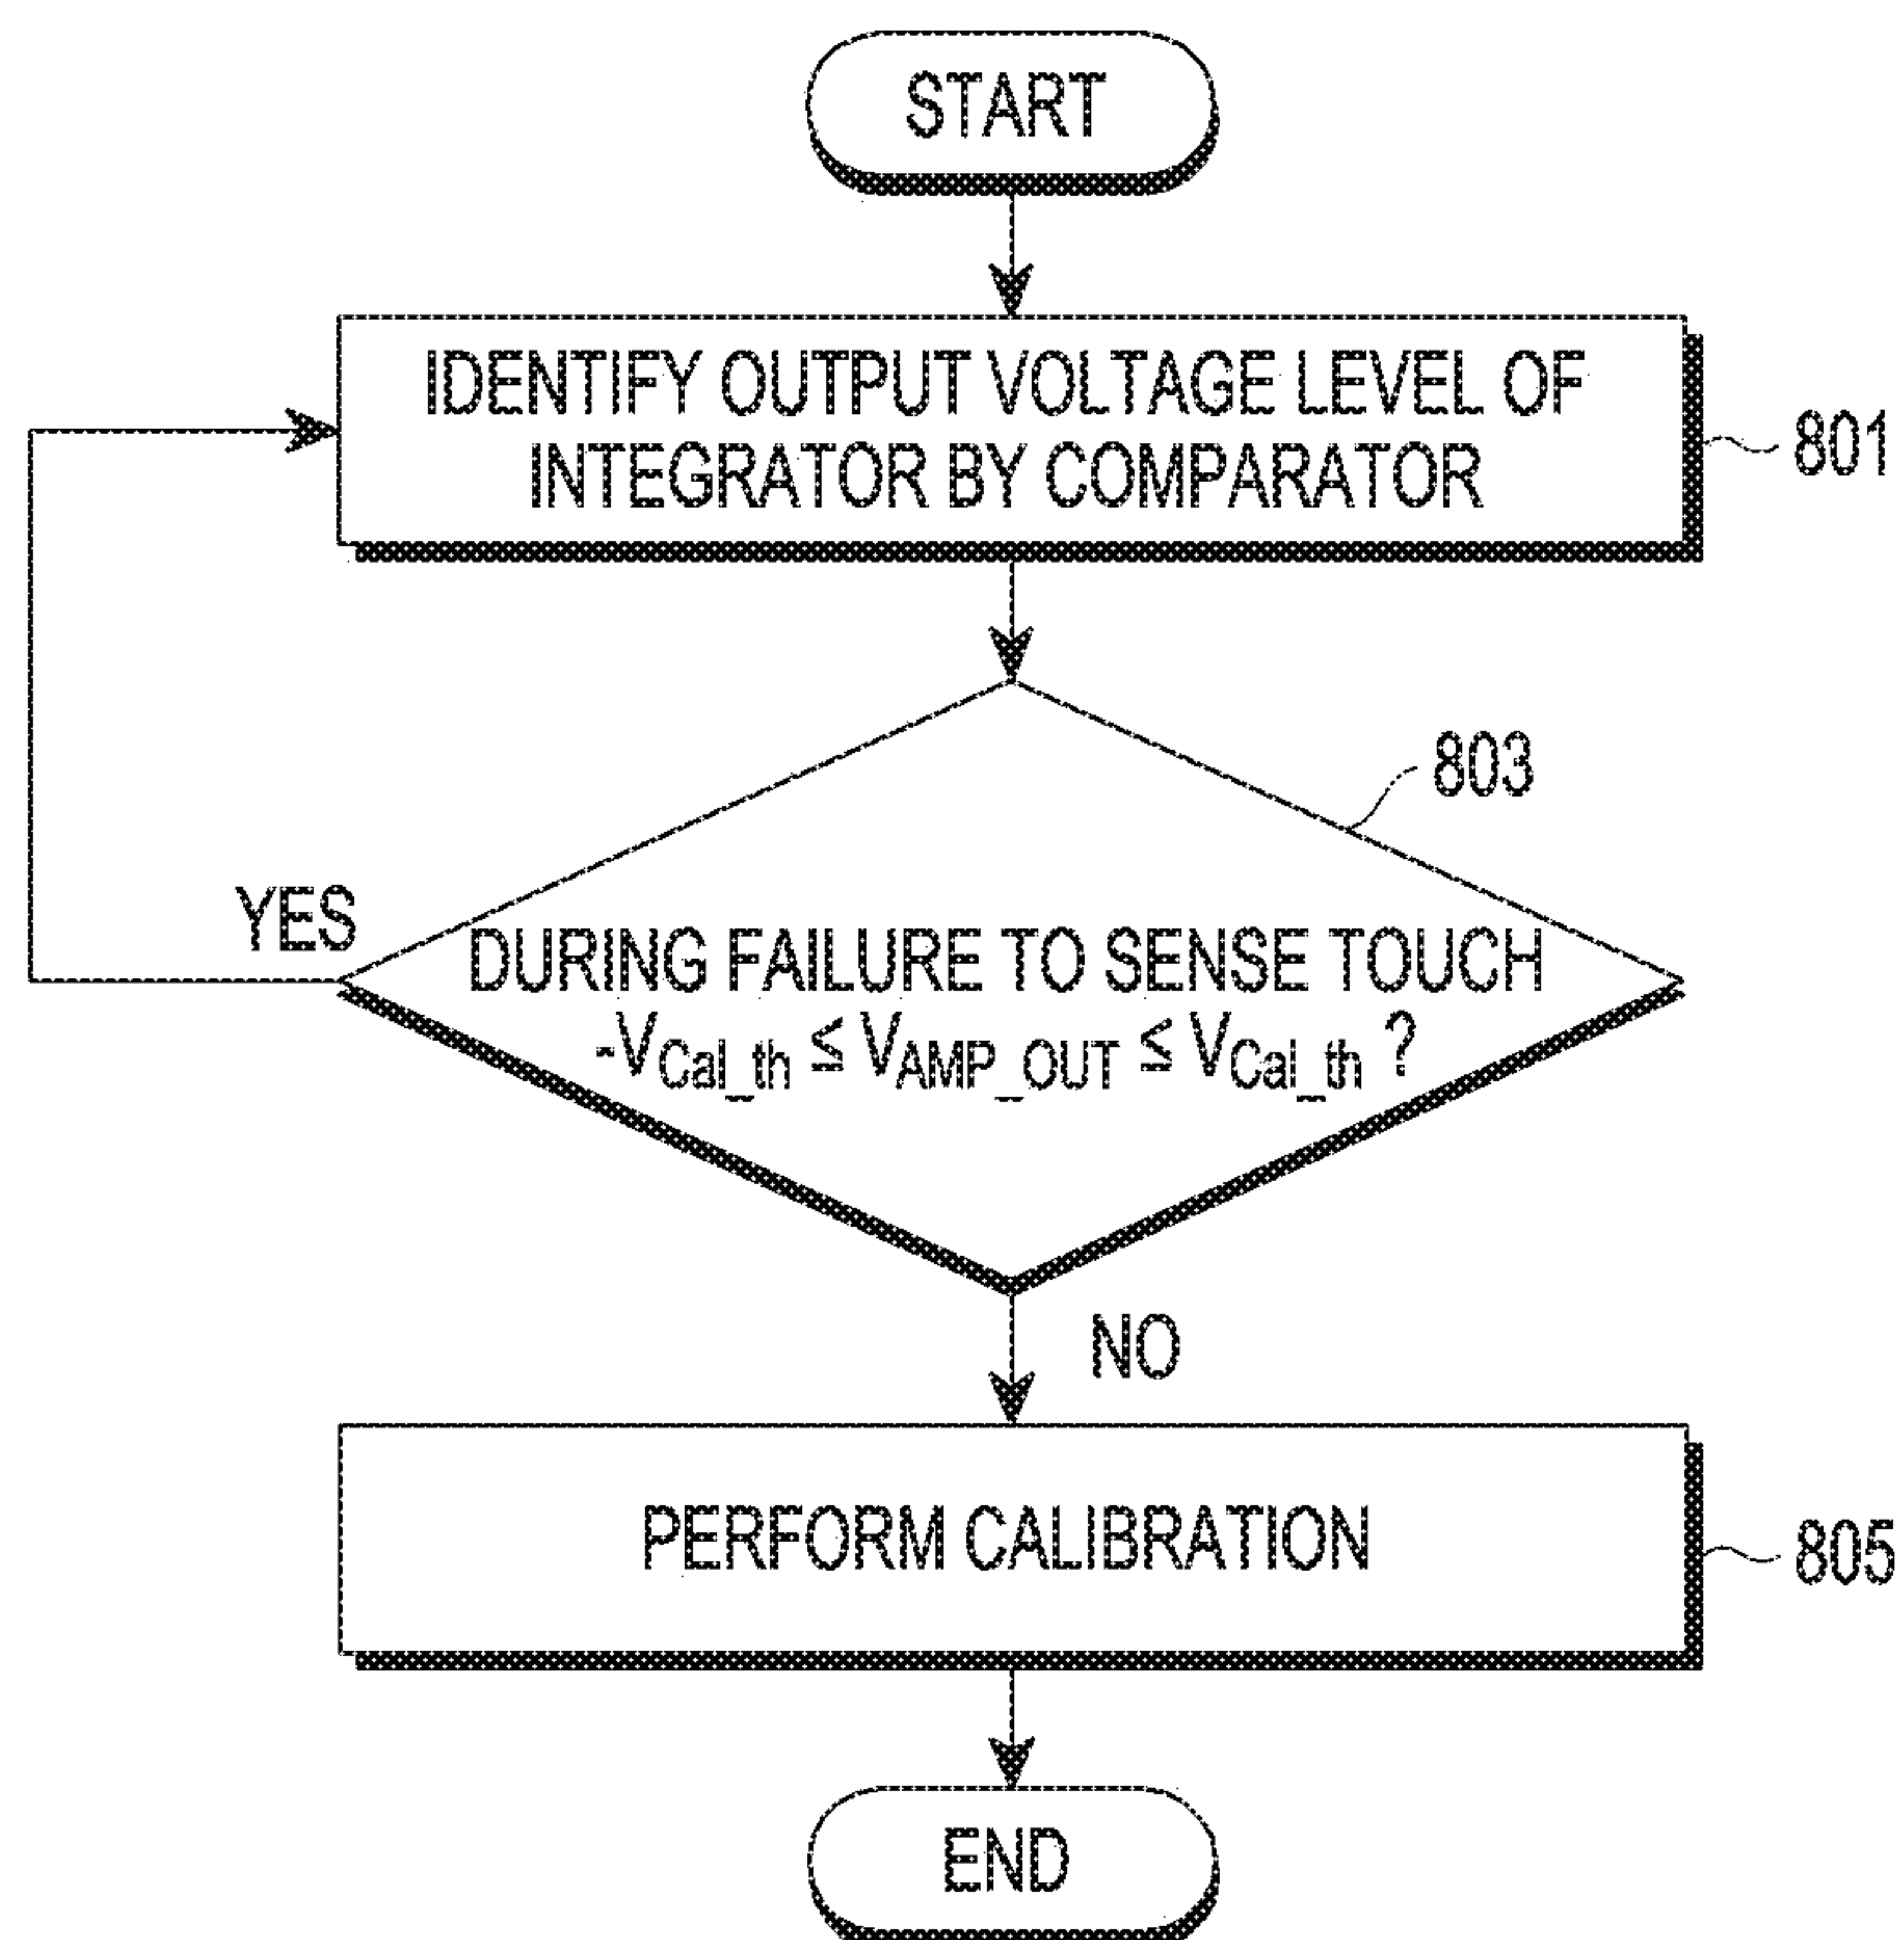 START
IDENTIFY OUTPUT VOLTAGE LEVEL OF
INTEGRATOR BY COMPARATOR
801
803
YES
DURING FAILURE TO SENSE TOUCH
-VCal_th ≤ VAMP_OUT ≤ VCal_th ?
NO
PERFORM CALIBRATION
805
END